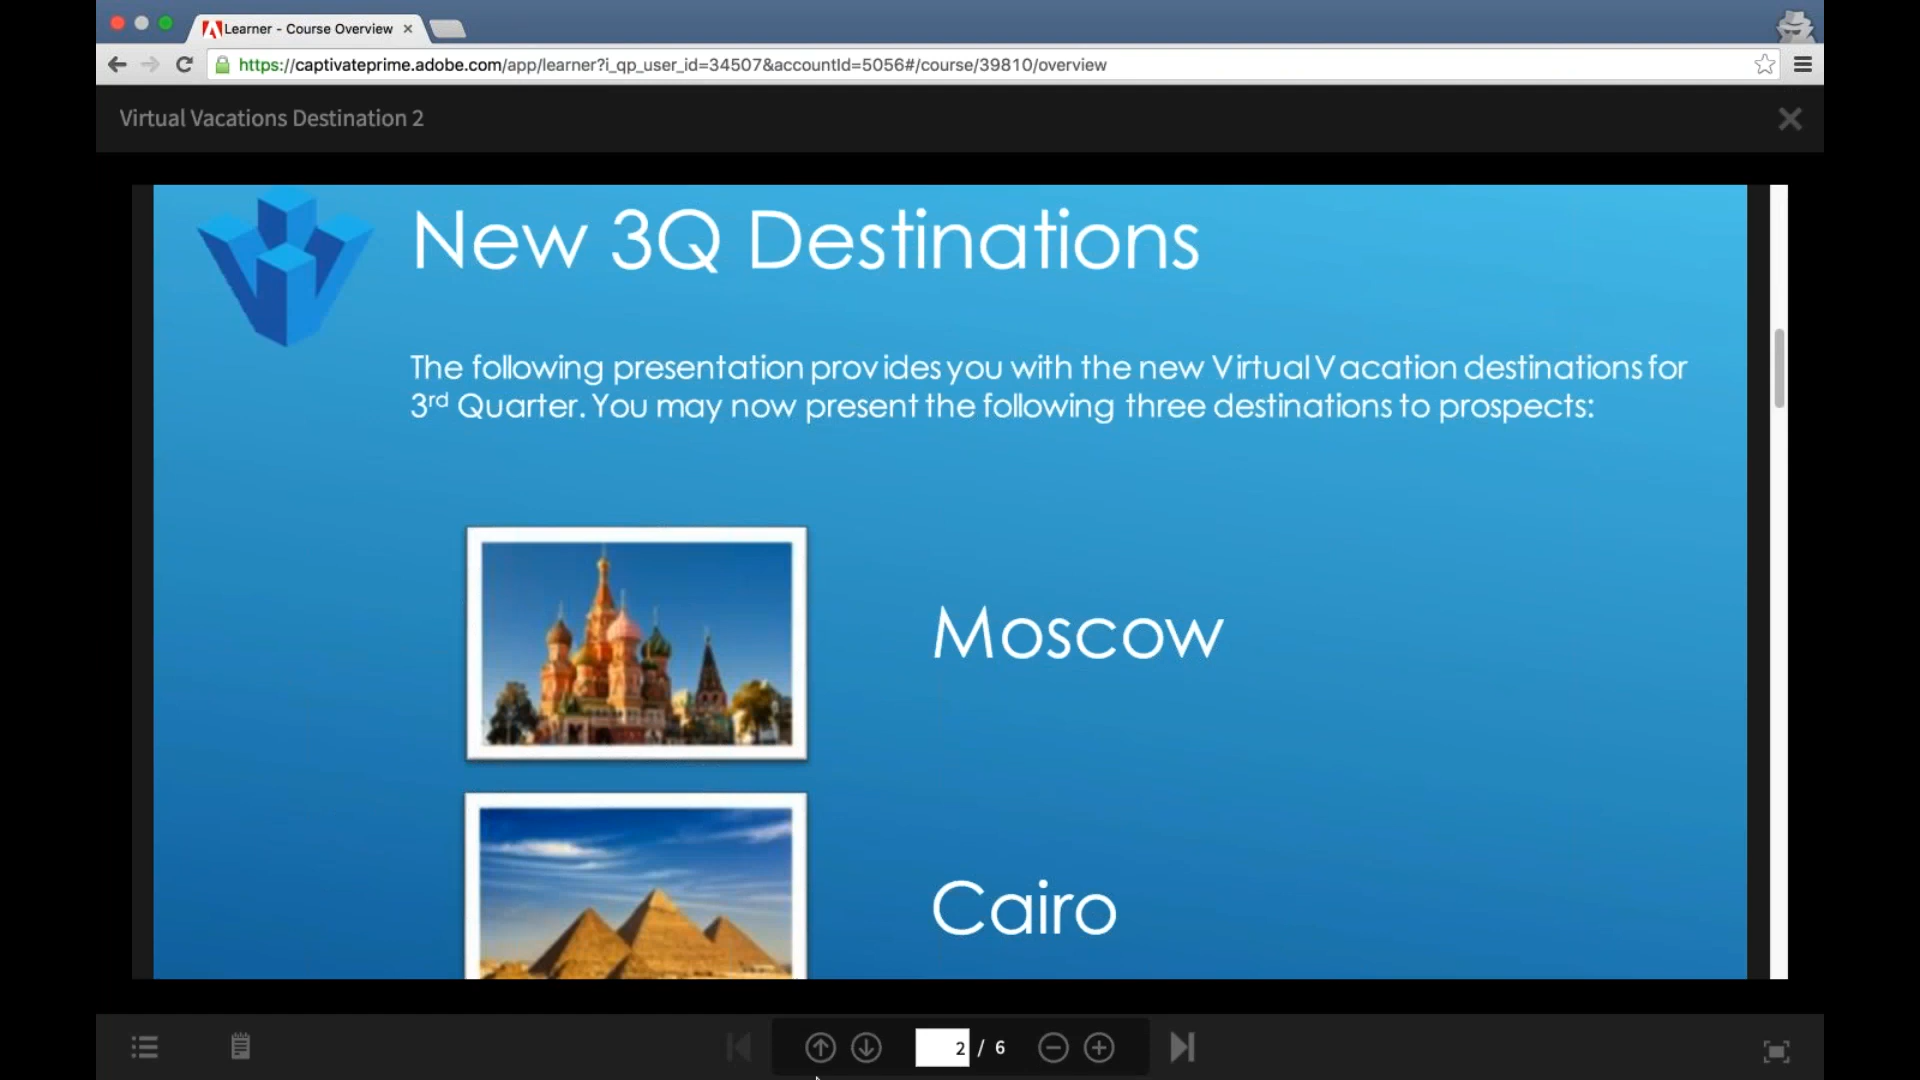 Learner - Course Overview
https://captivateprime.adobe.com/app/learner?i_qp_user_id=34507&accountId=5056#/course/39810/overview
Virtual Vacations Destination 2
New 3Q Destinations
The following presentation provides you with the new Virtual Vacation destinations for
3rd Quarter. You may now present the following three destinations to prospects:
Moscow
Cairo
2 / 6